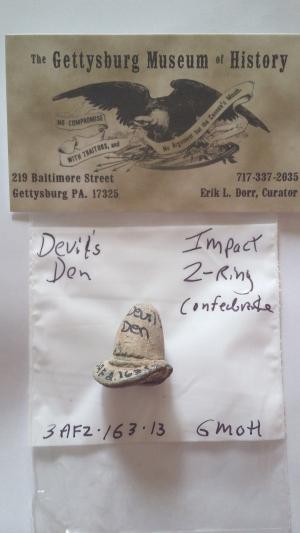 The Gettysburg Museum of History
NO COMPROMISE
WITH TRAITORS, and
No Argument but the Cannon's Mouth.
219 Baltimore Street
Gettysburg PA. 17325
717-337-2035
Erik L. Dorr, Curator
Devil's
Den
Impact
2-Ring
Confederate
Devil's
Den
3AFZ.163.13
GMOH